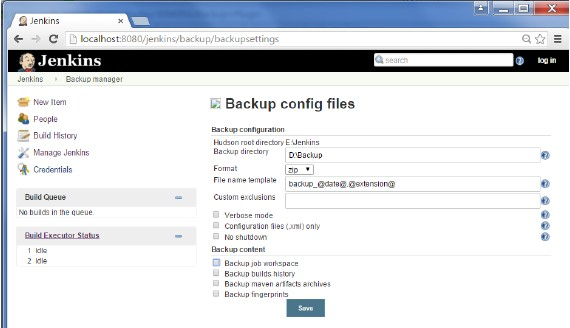 Jenkins
localhost:8080/jenkins/backup/backupsettings
Jenkins
search
log in
Jenkins
Backup manager
New Item
People
Build History
Manage Jenkins
Credentials
Build Queue
No builds in the queue.
Build Executor Status
1 Idle
2 Idle
Backup config files
Backup configuration
Hudson root directory E:\Jenkins
Backup directory
D:\Backup
Format
zip
File name template
backup_@date@.@extension@
Custom exclusions
Verbose mode
Configuration files (.xml) only
No shutdown
Backup content
Backup job workspace
Backup builds history
Backup maven artifacts archives
Backup fingerprints
Save